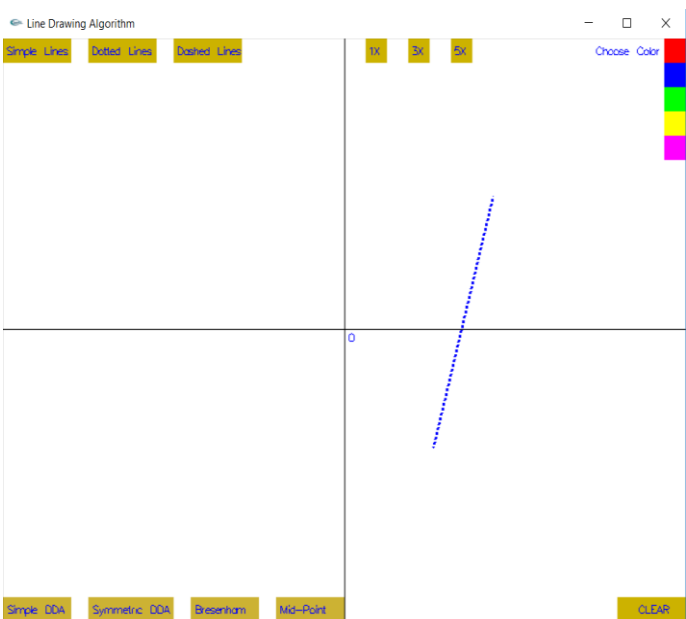 Line Drawing Algorithm
Simple Lines Dotted Lines Dashed Lines 1X 3X 5X Choose Color
0
Simple DDA Symmetric DDA Bresenham Mid-Point CLEAR